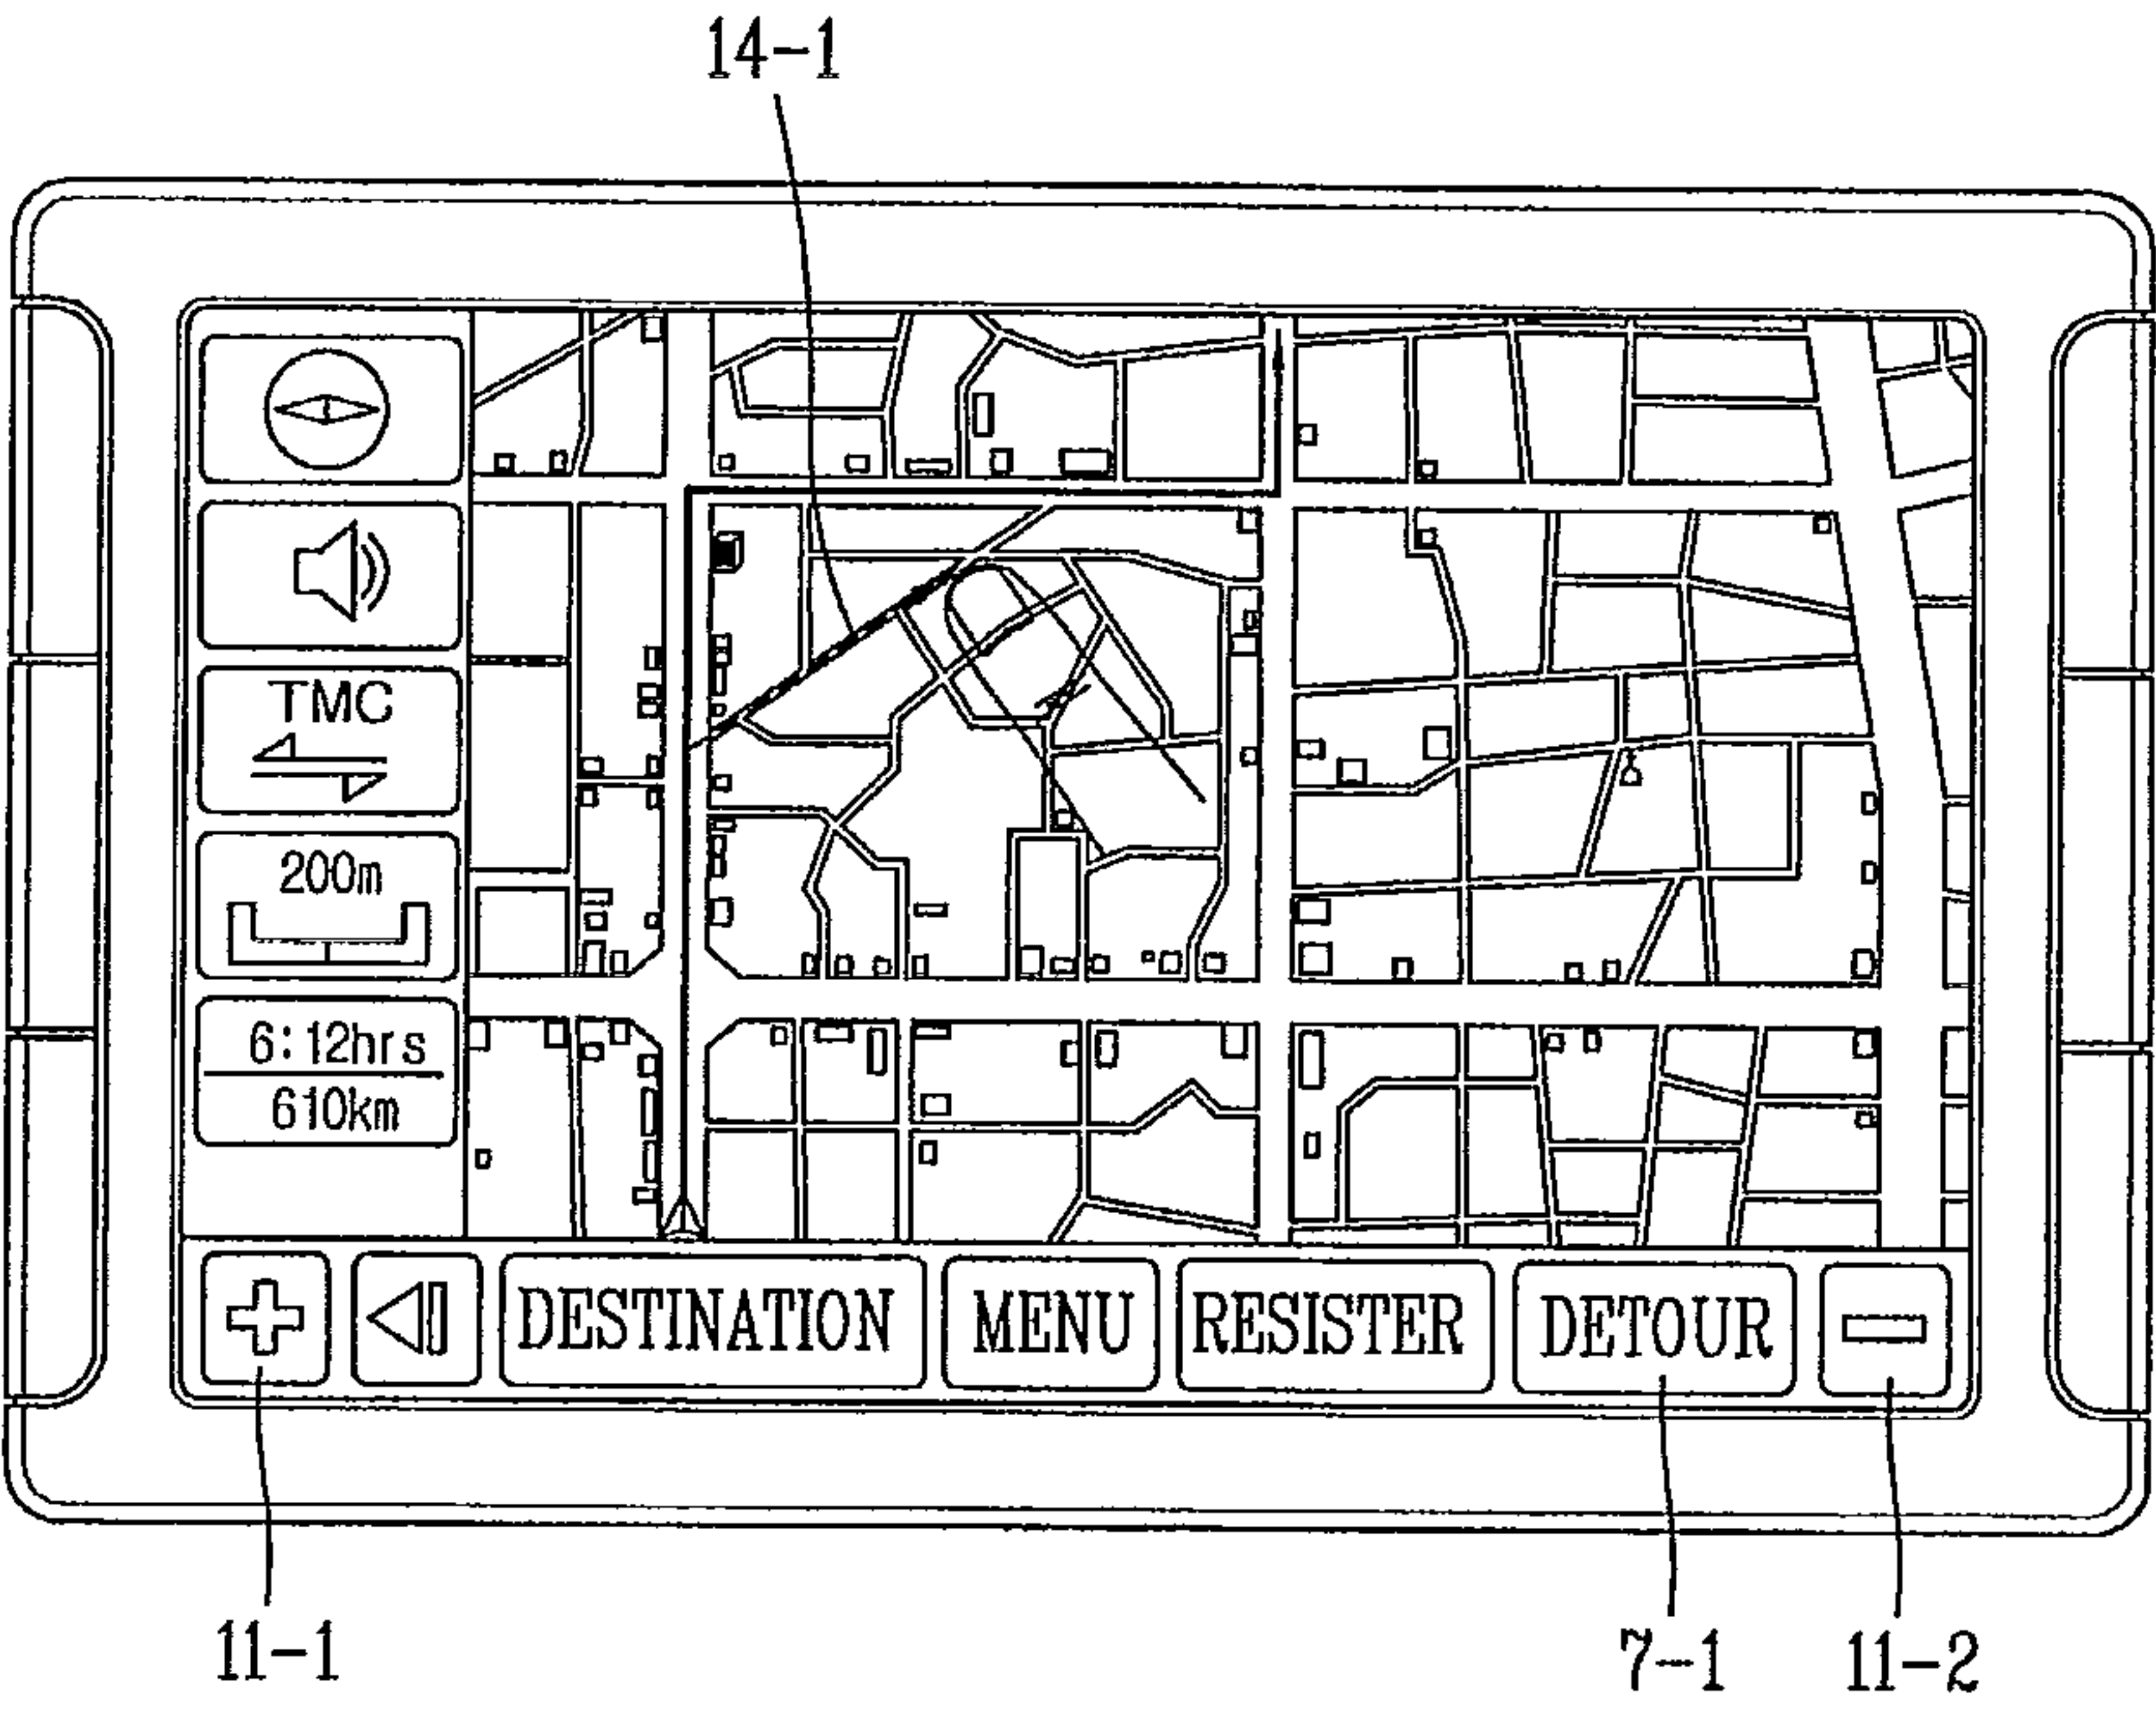 14-1
TMC
200m
6:12hrs
610km
DESTINATION MENU RESISTER DETOUR
11-1 7-1 11-2